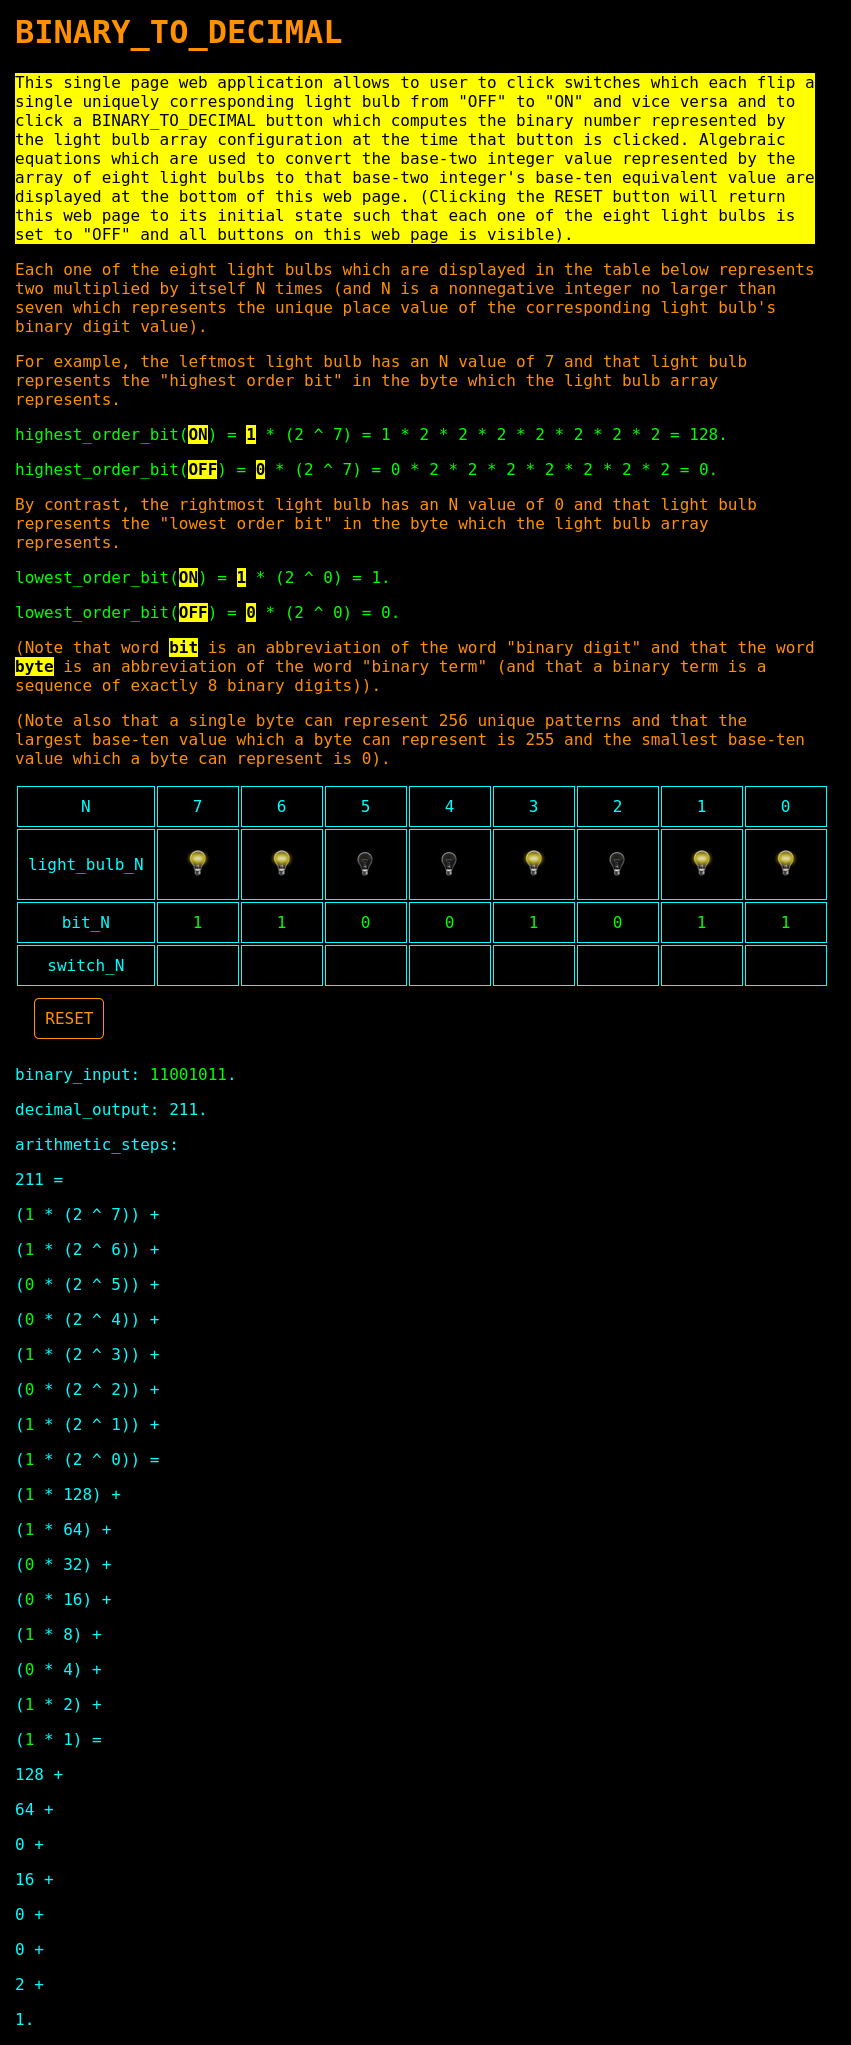 BINARY_TO_DECIMAL
This single page web application allows to user to click switches which each flip a
single uniquely corresponding light bulb from "OFF" to "ON" and vice versa and to
click a BINARY_TO_DECIMAL button which computes the binary number represented by
the light bulb array configuration at the time that button is clicked. Algebraic
equations which are used to convert the base-two integer value represented by the
array of eight light bulbs to that base-two integer's base-ten equivalent value are
displayed at the bottom of this web page. (Clicking the RESET button will return
this web page to its initial state such that each one of the eight light bulbs is
set to "OFF" and all buttons on this web page is visible).
Each one of the eight light bulbs which are displayed in the table below represents
two multiplied by itself N times (and N is a nonnegative integer no larger than
seven which represents the unique place value of the corresponding light bulb's
binary digit value).
For example, the leftmost light bulb has an N value of 7 and that light bulb
represents the "highest order bit" in the byte which the light bulb array
represents.
highest_order_bit(ON) = 1 * (2 ^ 7) = 1 * 2 * 2 * 2 * 2 * 2 * 2 * 2 = 128.
highest_order_bit(OFF) = 0 * (2 ^ 7) = 0 * 2 * 2 * 2 * 2 * 2 * 2 * 2 = 0.
By contrast, the rightmost light bulb has an N value of 0 and that light bulb
represents the "lowest order bit" in the byte which the light bulb array
represents.
lowest_order_bit(ON) = 1 * (2 ^ 0) = 1.
lowest_order_bit(OFF) = 0 * (2 ^ 0) = 0.
(Note that word bit is an abbreviation of the word "binary digit" and that the word
byte is an abbreviation of the word "binary term" (and that a binary term is a
sequence of exactly 8 binary digits)).
(Note also that a single byte can represent 256 unique patterns and that the
largest base-ten value which a byte can represent is 255 and the smallest base-ten
value which a byte can represent is 0).
N 7 6 5 4 3 2 1 0
light_bulb_N
bit_N 1 1 0 0 1 0 1 1
switch_N
RESET
binary_input: 11001011.
decimal_output: 211.
arithmetic_steps:
211 =
(1 * (2 ^ 7)) +
(1 * (2 ^ 6)) +
(0 * (2 ^ 5)) +
(0 * (2 ^ 4)) +
(1 * (2 ^ 3)) +
(0 * (2 ^ 2)) +
(1 * (2 ^ 1)) +
(1 * (2 ^ 0)) =
(1 * 128) +
(1 * 64) +
(0 * 32) +
(0 * 16) +
(1 * 8) +
(0 * 4) +
(1 * 2) +
(1 * 1) =
128 +
64 +
0 +
16 +
0 +
0 +
2 +
1.